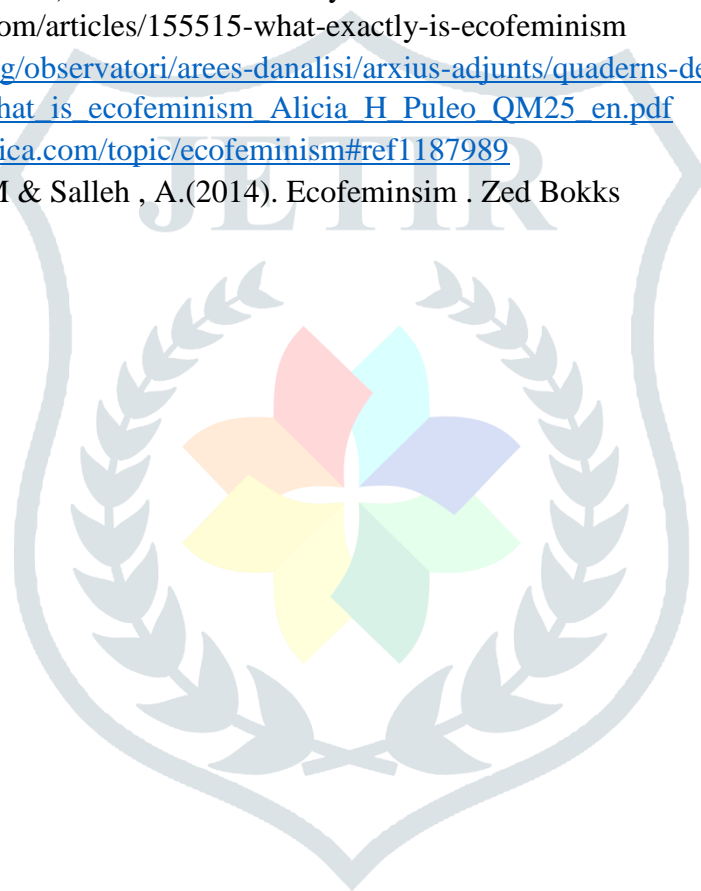 om/articles/155515-what-exactly-is-ecofeminism
g/observatori/arees-danalisi/arxius-adjunts/quaderns-de
hat_is_ecofeminism_Alicia_H_Puleo_QM25_en.pdf
ica.com/topic/ecofeminism#ref1187989
M & Salleh , A.(2014). Ecofeminsim . Zed Bokks
JETIR